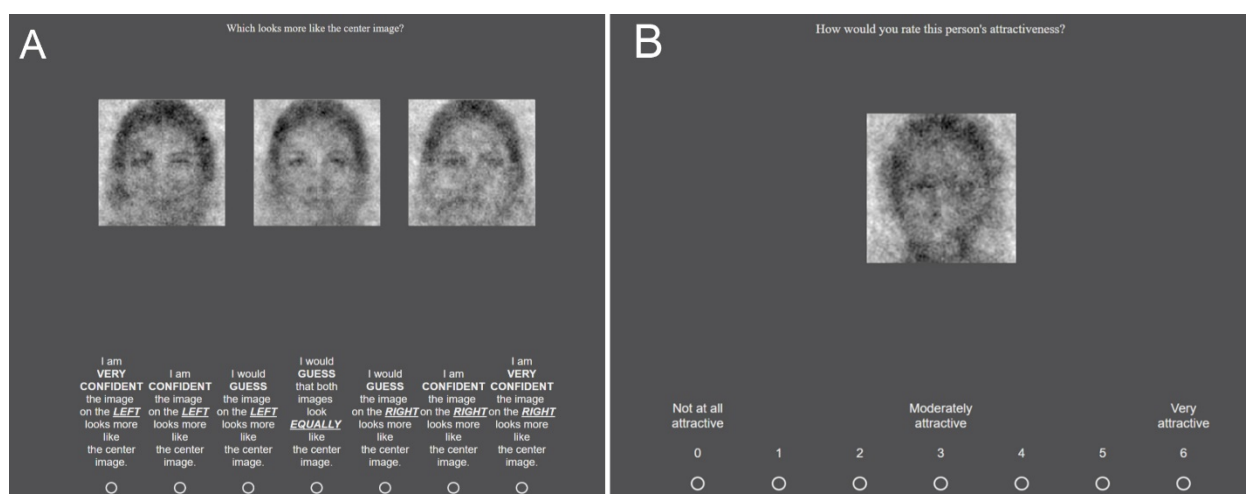 A
Which looks more like the center image?
I am
VERY
CONFIDENT
the image
on the LEFT
looks more
like
the center
image.
I am
CONFIDENT
the image
on the LEFT
looks more
like
the center
image.
I would
GUESS
the image
on the LEFT
looks more
like
the center
image.
I would
GUESS
that both
images
look
EQUALLY
like
the center
image.
I would
GUESS
the image
on the RIGHT
looks more
like
the center
image.
I am
CONFIDENT
the image
on the RIGHT
looks more
like
the center
image.
I am
VERY
CONFIDENT
the image
on the RIGHT
looks more
like
the center
image.
B
How would you rate this person's attractiveness?
Not at all
attractive
Moderately
attractive
Very
attractive
0 1 2 3 4 5 6